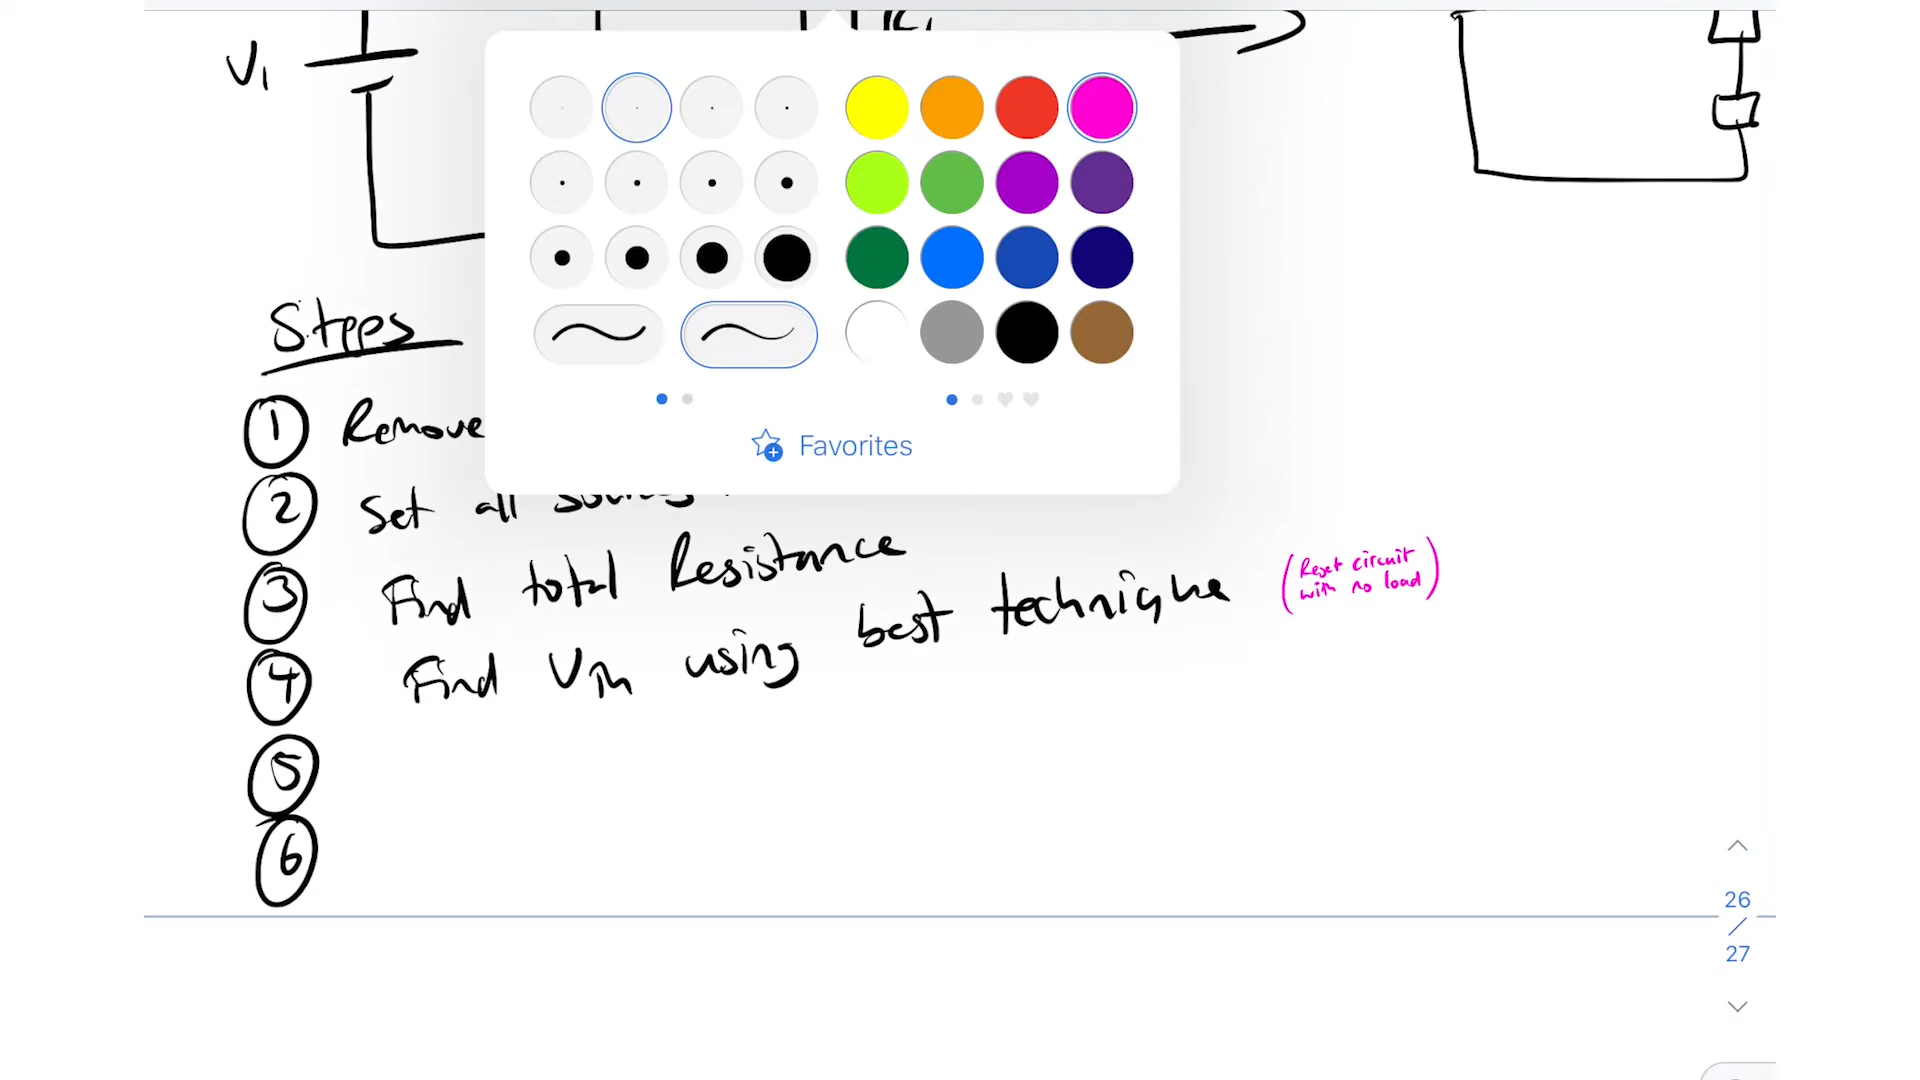 V1
Steps
1 Remove
2 Set all
3 Find total Resistance
4 Find Vth using best technique (Reset circuit
with no load)
5
6
Favorites
26
/
27